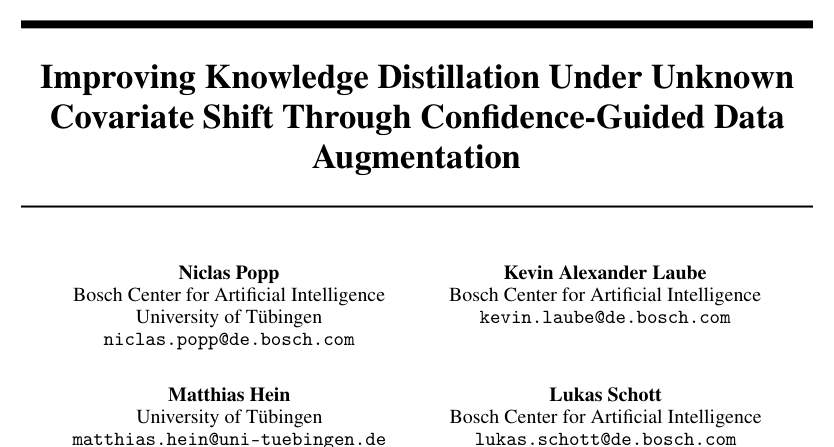 Improving Knowledge Distillation Under Unknown
Covariate Shift Through Confidence-Guided Data
Augmentation
Niclas Popp
Bosch Center for Artificial Intelligence
University of Tübingen
niclas.popp@de.bosch.com
Kevin Alexander Laube
Bosch Center for Artificial Intelligence
kevin.laube@de.bosch.com
Matthias Hein
University of Tübingen
matthias.hein@uni-tuebingen.de
Lukas Schott
Bosch Center for Artificial Intelligence
lukas.schott@de.bosch.com